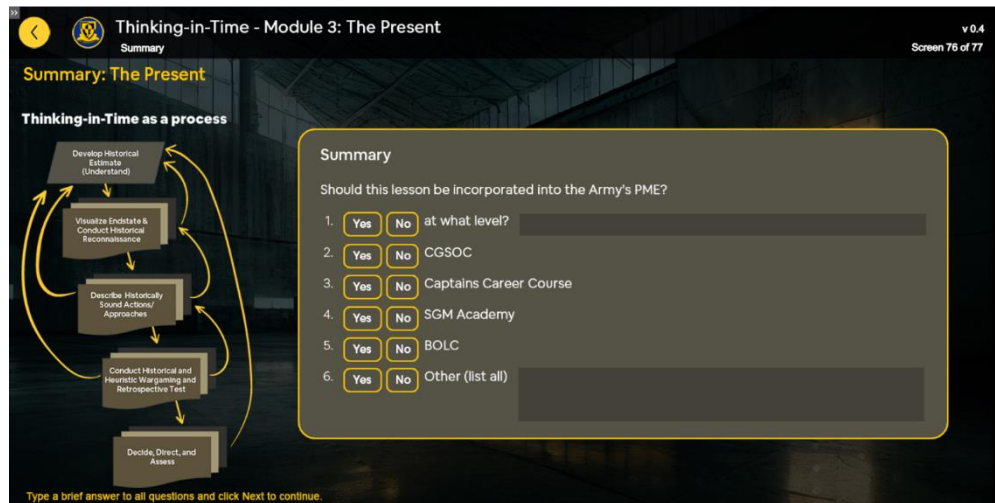 Thinking-in-Time - Module 3: The Present
Summary
v 0.4
Screen 76 of 77
Summary: The Present
Thinking-in-Time as a process
Develop Historical
Estimate
(Understand)
Visualize Endstate &
Conduct Historical
Reconnaissance
Describe Historically
Sound Actions/
Approaches
Conduct Historical and
Heuristic Wargaming and
Retrospective Test
Decide, Direct, and
Assess
Summary
Should this lesson be incorporated into the Army's PME?
1. Yes No at what level?
2. Yes No CGSOC
3. Yes No Captains Career Course
4. Yes No SGM Academy
5. Yes No BOLC
6. Yes No Other (list all)
Type a brief answer to all questions and click Next to continue.